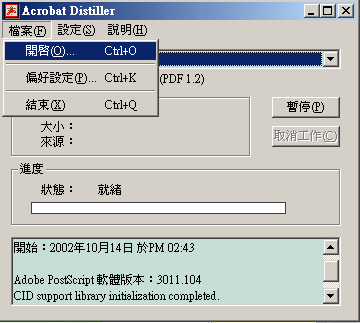 Acrobat Distiller
檔案(F) 設定(S) 說明(H)
開啓(O)... Ctrl+O
偏好設定(P)... Ctrl+K
結束(X) Ctrl+Q
(PDF 1.2)
暫停(P)
大小：
來源：
取消工作(C)
進度
狀態： 就緒
開始：2002年10月14日 於PM 02:43
Adobe PostScript 軟體版本：3011.104
CID support library initialization completed.